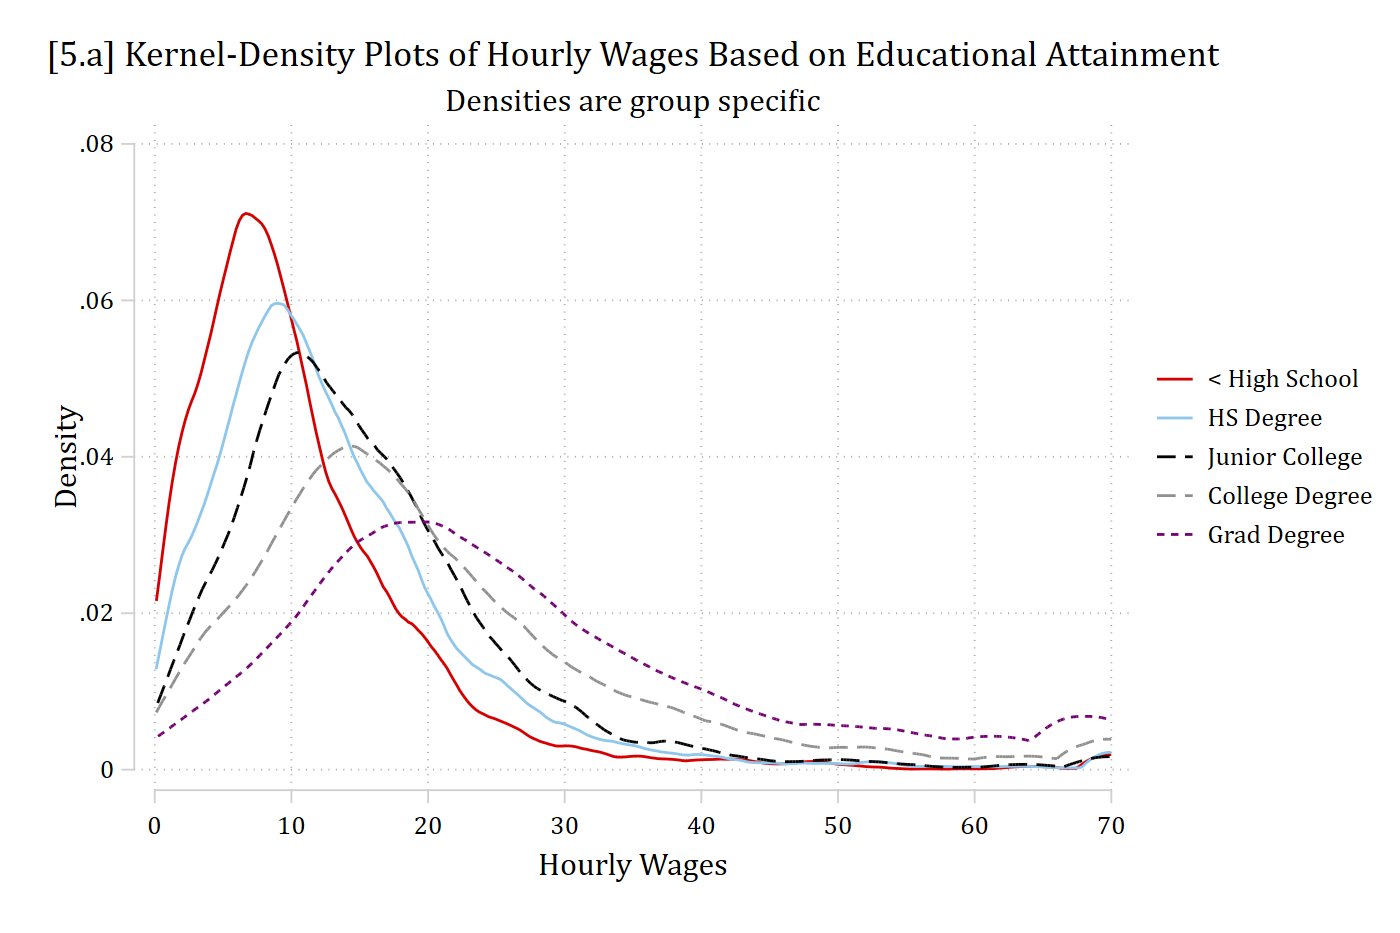 [5.a] Kernel-Density Plots of Hourly Wages Based on Educational Attainment
Densities are group specific
.08
.06
.04
.02
0
Density
0 10 20 30 40 50 60 70
Hourly Wages
< High School
HS Degree
Junior College
College Degree
Grad Degree